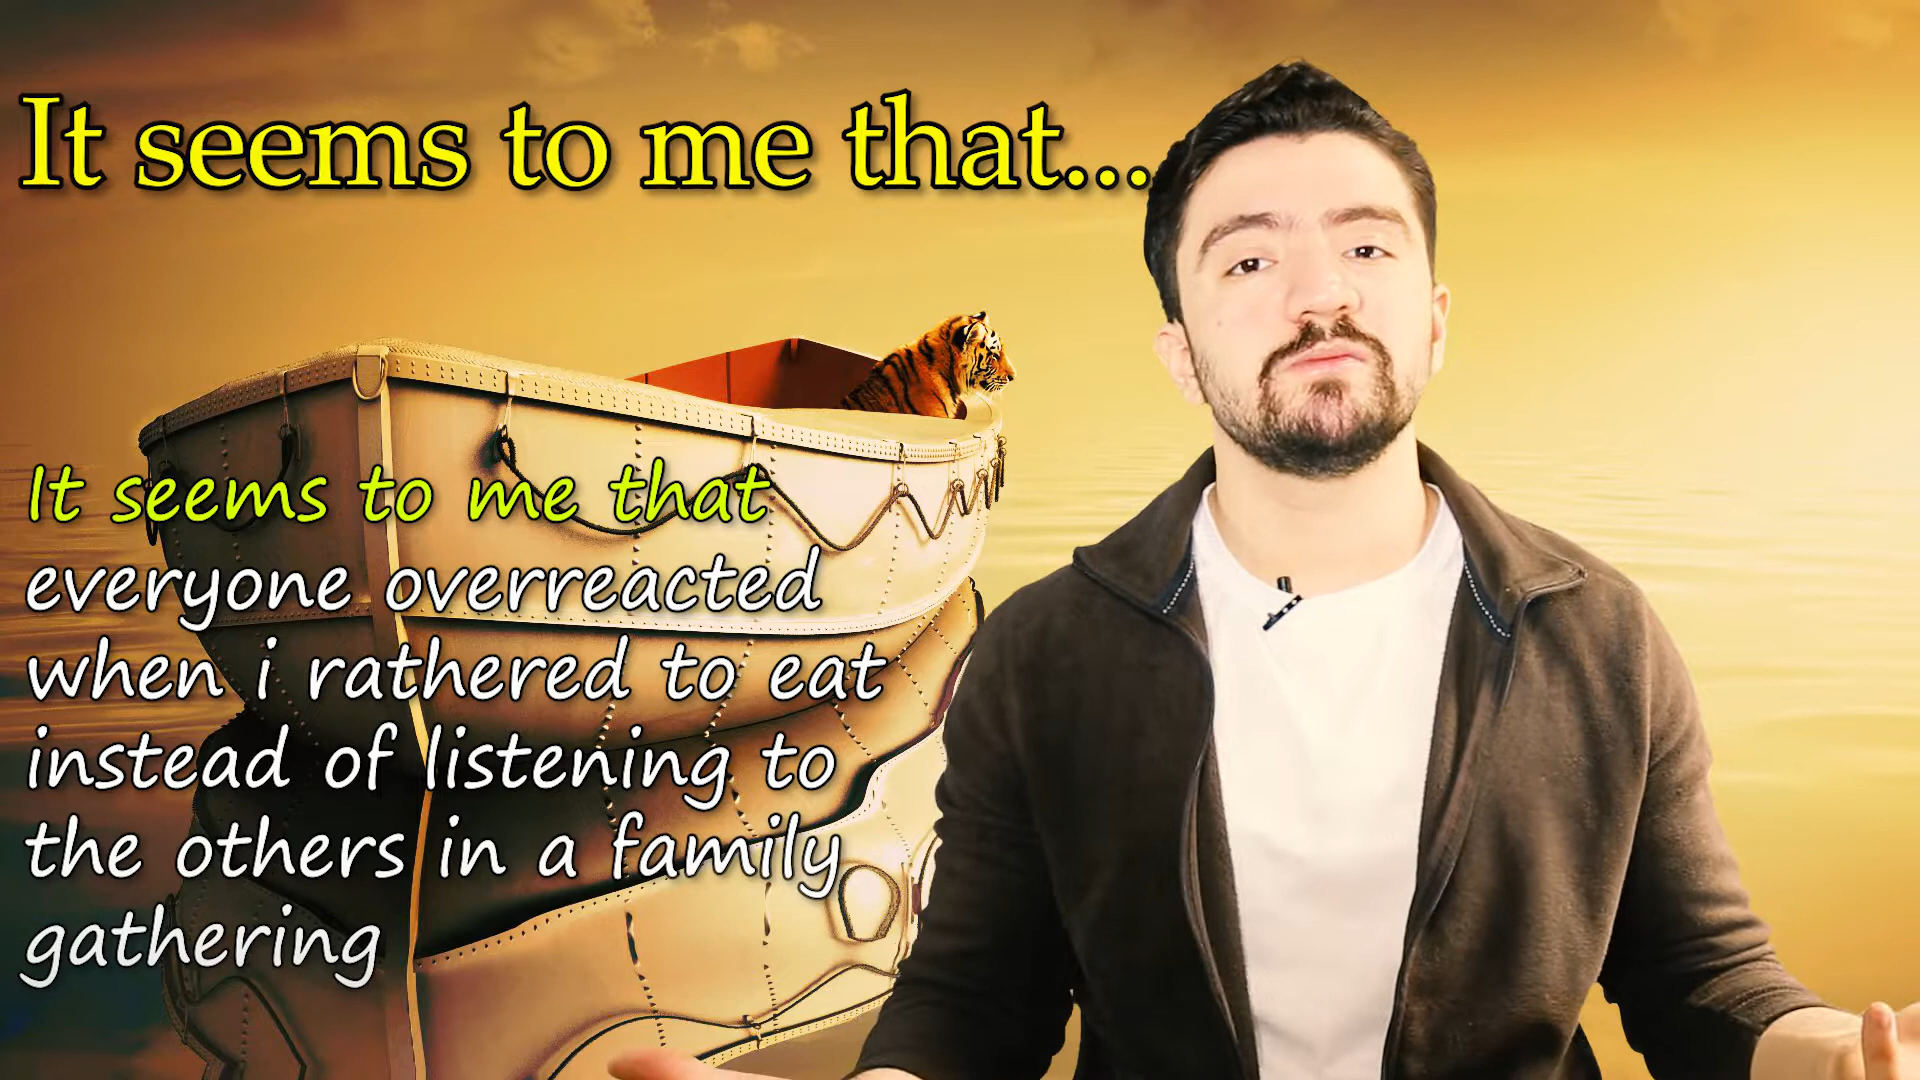 It seems to me that...
It seems to me that
everyone overreacted
when i rathered to eat
instead of listening to
the others in a family
gathering